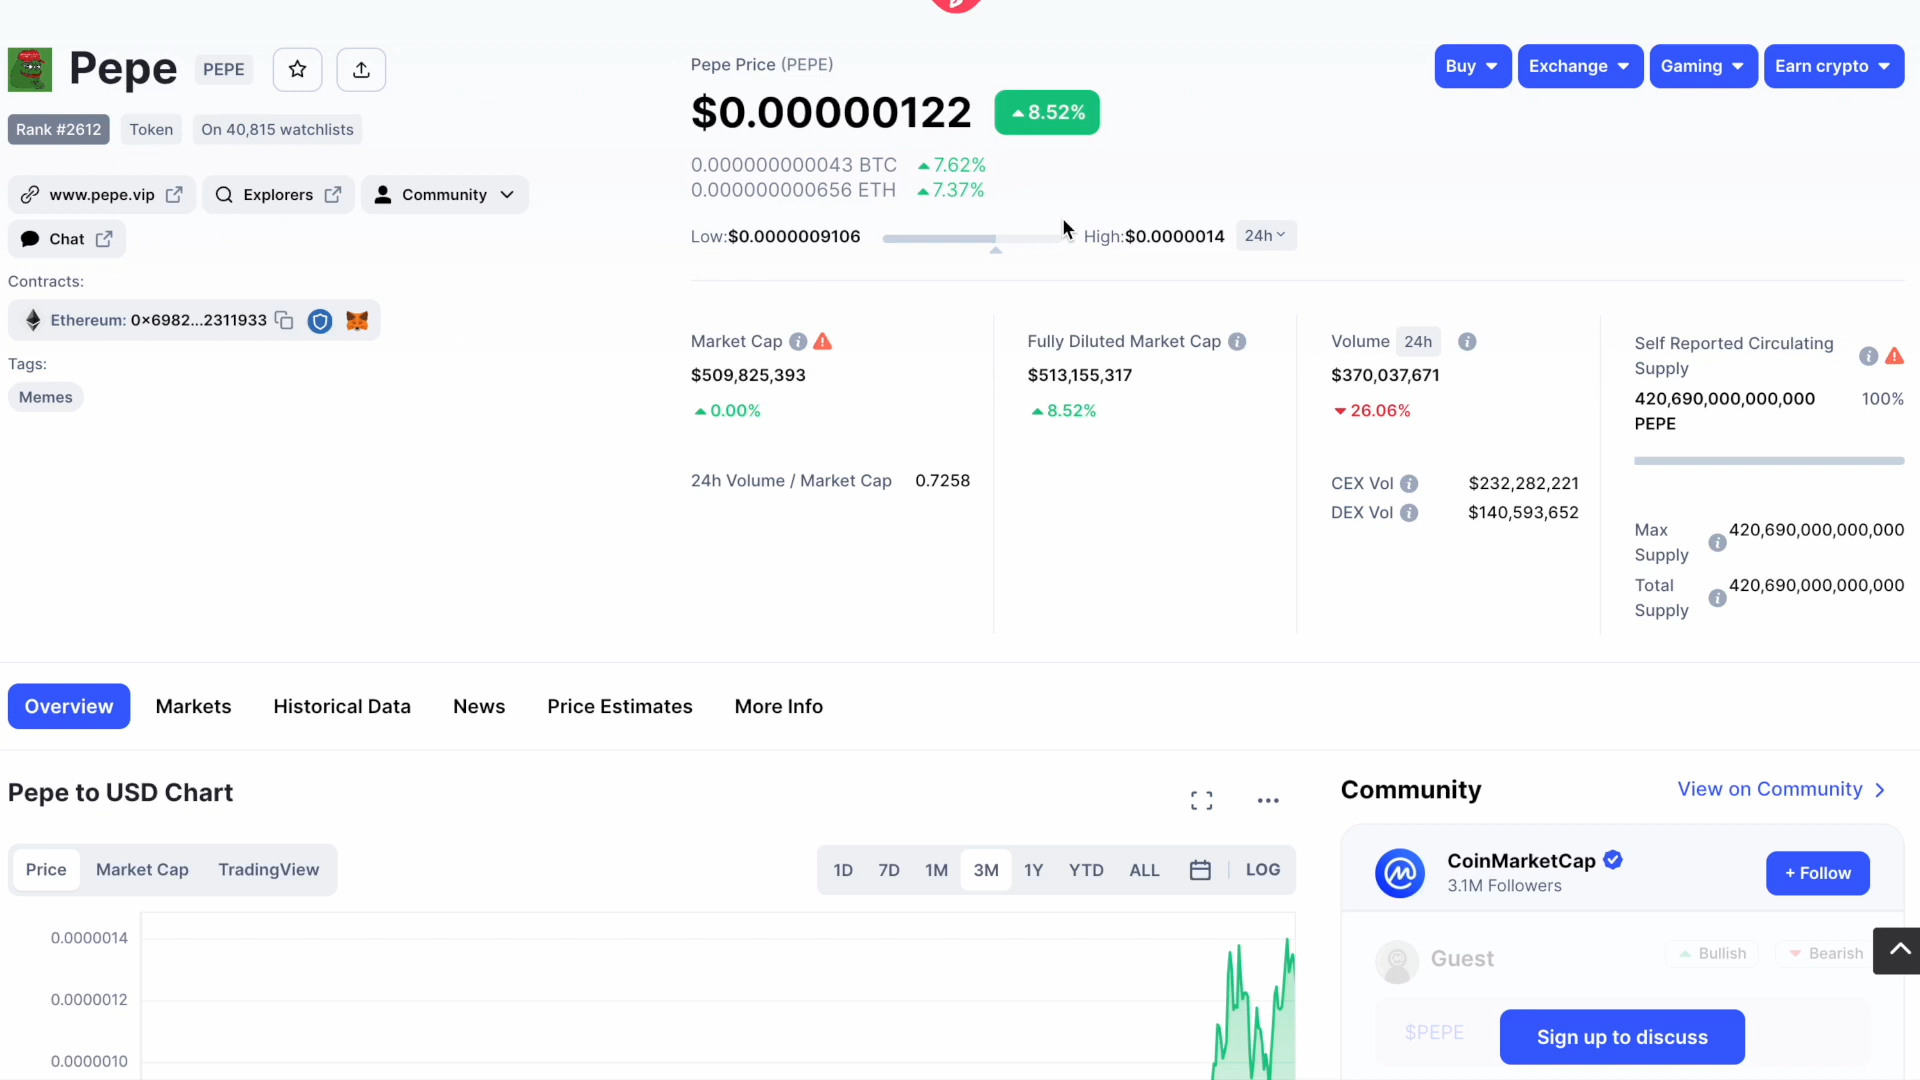 Pepe PEPE
Rank #2612 Token On 40,815 watchlists
www.pepe.vip Explorers Community
Chat
Contracts:
Ethereum: 0x6982...2311933
Tags:
Memes
Pepe Price (PEPE)
$0.00000122 8.52%
0.000000000043 BTC 7.62%
0.000000000656 ETH 7.37%
Low:$0.0000009106 High:$0.0000014 24h
Buy Exchange Gaming Earn crypto
Market Cap
$509,825,393
0.00%
24h Volume / Market Cap 0.7258
Fully Diluted Market Cap
$513,155,317
8.52%
Volume 24h
$370,037,671
26.06%
CEX Vol $232,282,221
DEX Vol $140,593,652
Self Reported Circulating
Supply
420,690,000,000,000 100%
PEPE
Max 420,690,000,000,000
Supply
Total 420,690,000,000,000
Supply
Overview Markets Historical Data News Price Estimates More Info
Pepe to USD Chart
Price Market Cap TradingView
1D 7D 1M 3M 1Y YTD ALL LOG
0.0000014
0.0000012
0.0000010
Community View on Community
CoinMarketCap
3.1M Followers
+ Follow
Guest Bullish Bearish
$PEPE
Sign up to discuss